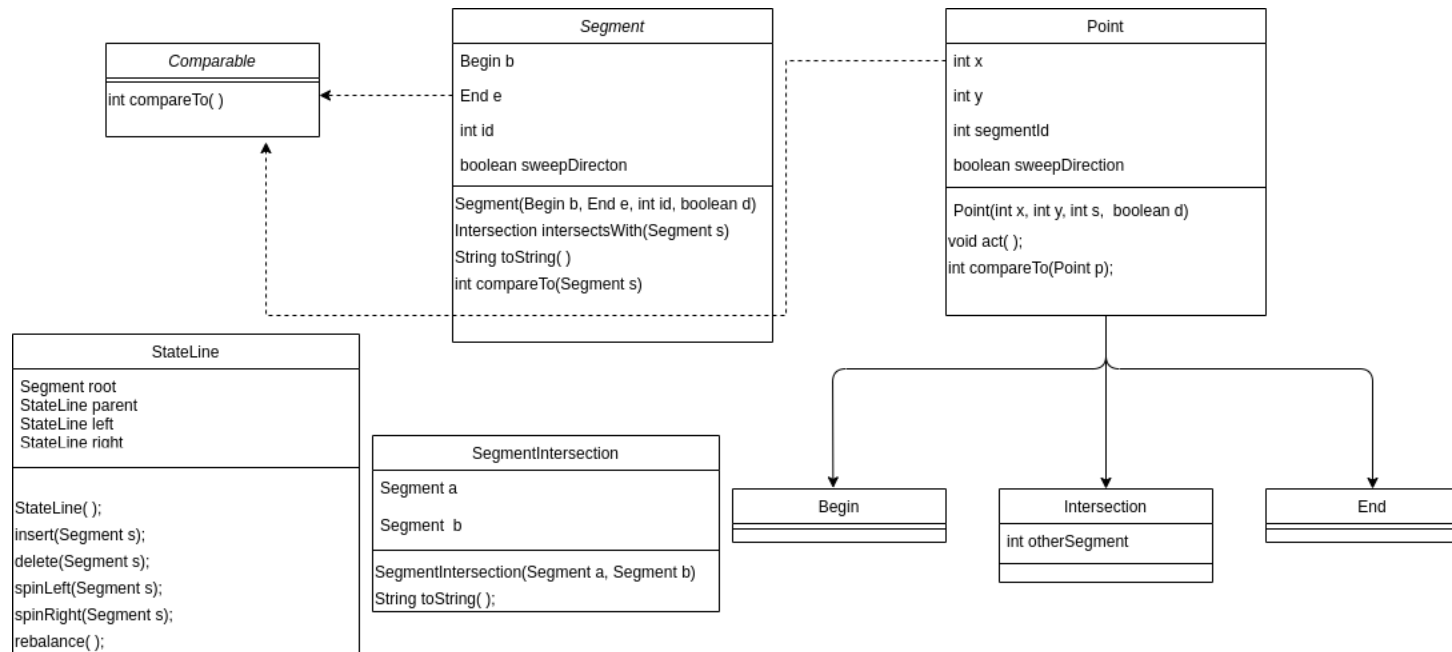 Comparable
int compareTo( )
Segment
Begin b
End e
int id
boolean sweepDirecton
Segment(Begin b, End e, int id, boolean d)
Intersection intersectsWith(Segment s)
String toString( )
int compareTo(Segment s)
Point
int x
int y
int segmentId
boolean sweepDirection
Point(int x, int y, int s, boolean d)
void act( );
int compareTo(Point p);
StateLine
Segment root
StateLine parent
StateLine left
StateLine right
StateLine( );
insert(Segment s);
delete(Segment s);
spinLeft(Segment s);
spinRight(Segment s);
rebalance( );
SegmentIntersection
Segment a
Segment b
SegmentIntersection(Segment a, Segment b)
String toString( );
Begin
Intersection
int otherSegment
End